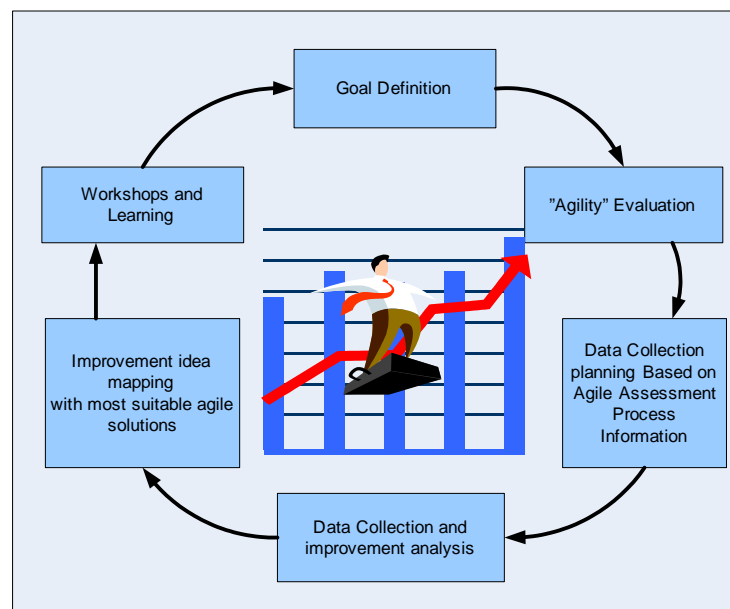 Goal Definition
"Agility" Evaluation
Data Collection
planning Based on
Agile Assessment
Process
Information
Data Collection and
improvement analysis
Improvement idea
mapping
with most suitable agile
solutions
Workshops and
Learning